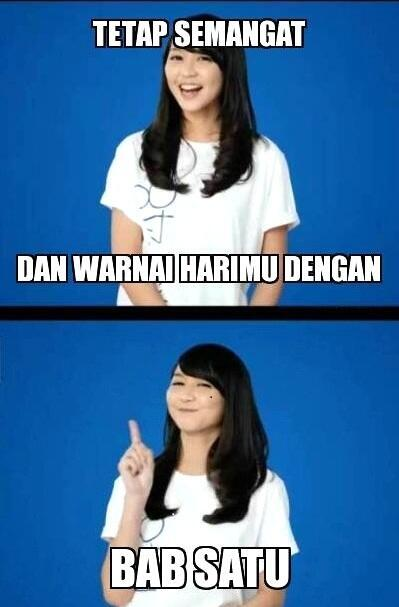 TETAP SEMANGAT
DAN WARNAI HARIMU DENGAN
BAB SATU